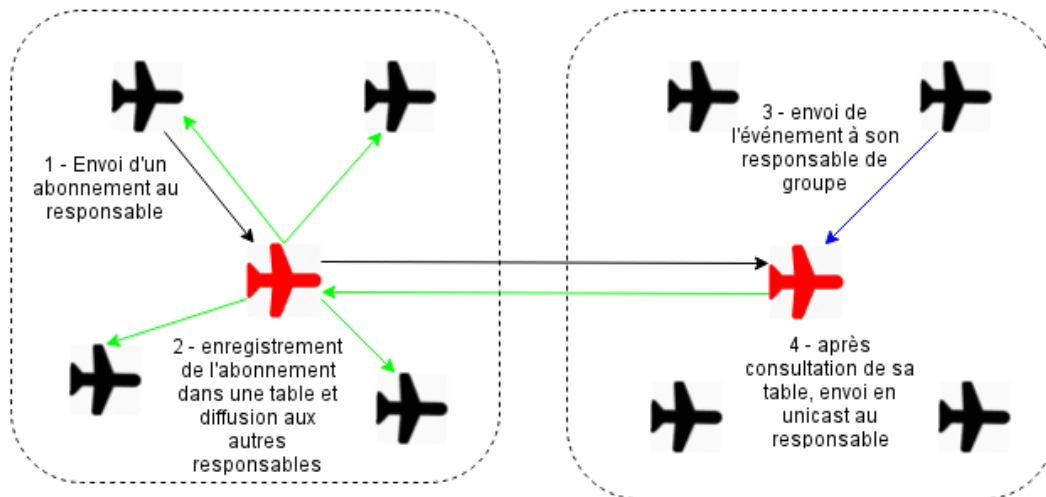 1 - Envoi d'un
abonnement au
responsable
2 - enregistrement
de l'abonnement
dans une table et
diffusion aux
autres
responsables
3 - envoi de
l'événement à son
responsable de
groupe
4 - après
consultation de sa
table, envoi en
unicast au
responsable